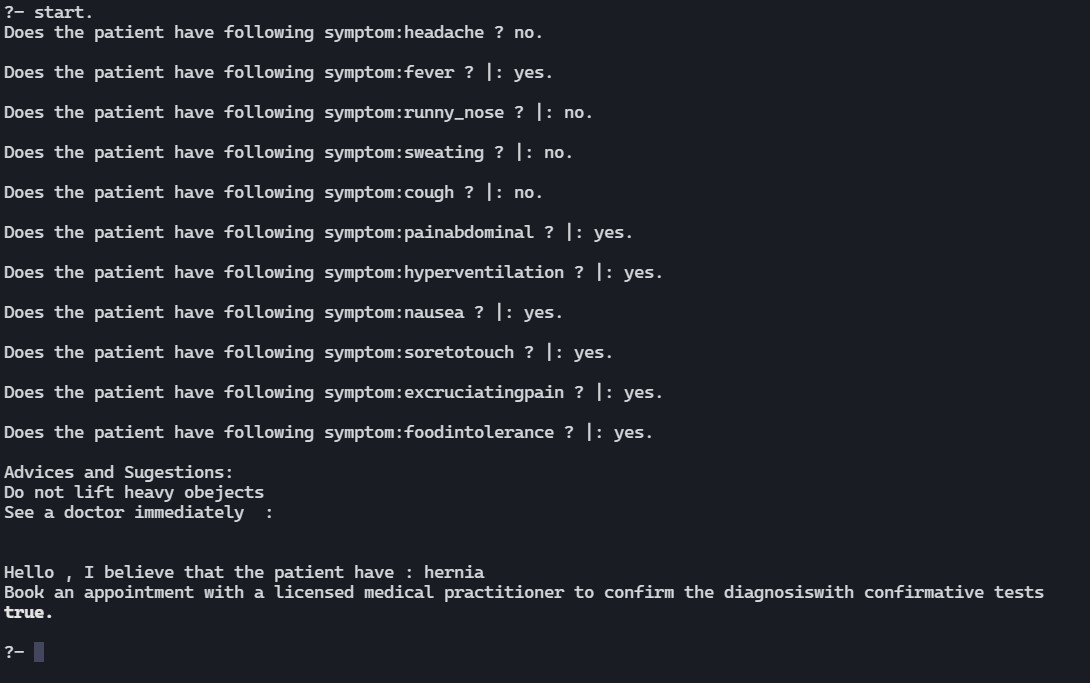 ?- start.
Does the patient have following symptom:headache ? no.
Does the patient have following symptom:fever ? |: yes.
Does the patient have following symptom:runny_nose ? |: no.
Does the patient have following symptom:sweating ? |: no.
Does the patient have following symptom:cough ? |: no.
Does the patient have following symptom:painabdominal ? |: yes.
Does the patient have following symptom:hyperventilation ? |: yes.
Does the patient have following symptom:nausea ? |: yes.
Does the patient have following symptom:soretotouch ? |: yes.
Does the patient have following symptom:excruciatingpain ? |: yes.
Does the patient have following symptom:foodintolerance ? |: yes.
Advices and Sugestions:
Do not lift heavy obejects
See a doctor immediately  :
Hello , I believe that the patient have : hernia
Book an appointment with a licensed medical practitioner to confirm the diagnosiswith confirmative tests
true.
?-